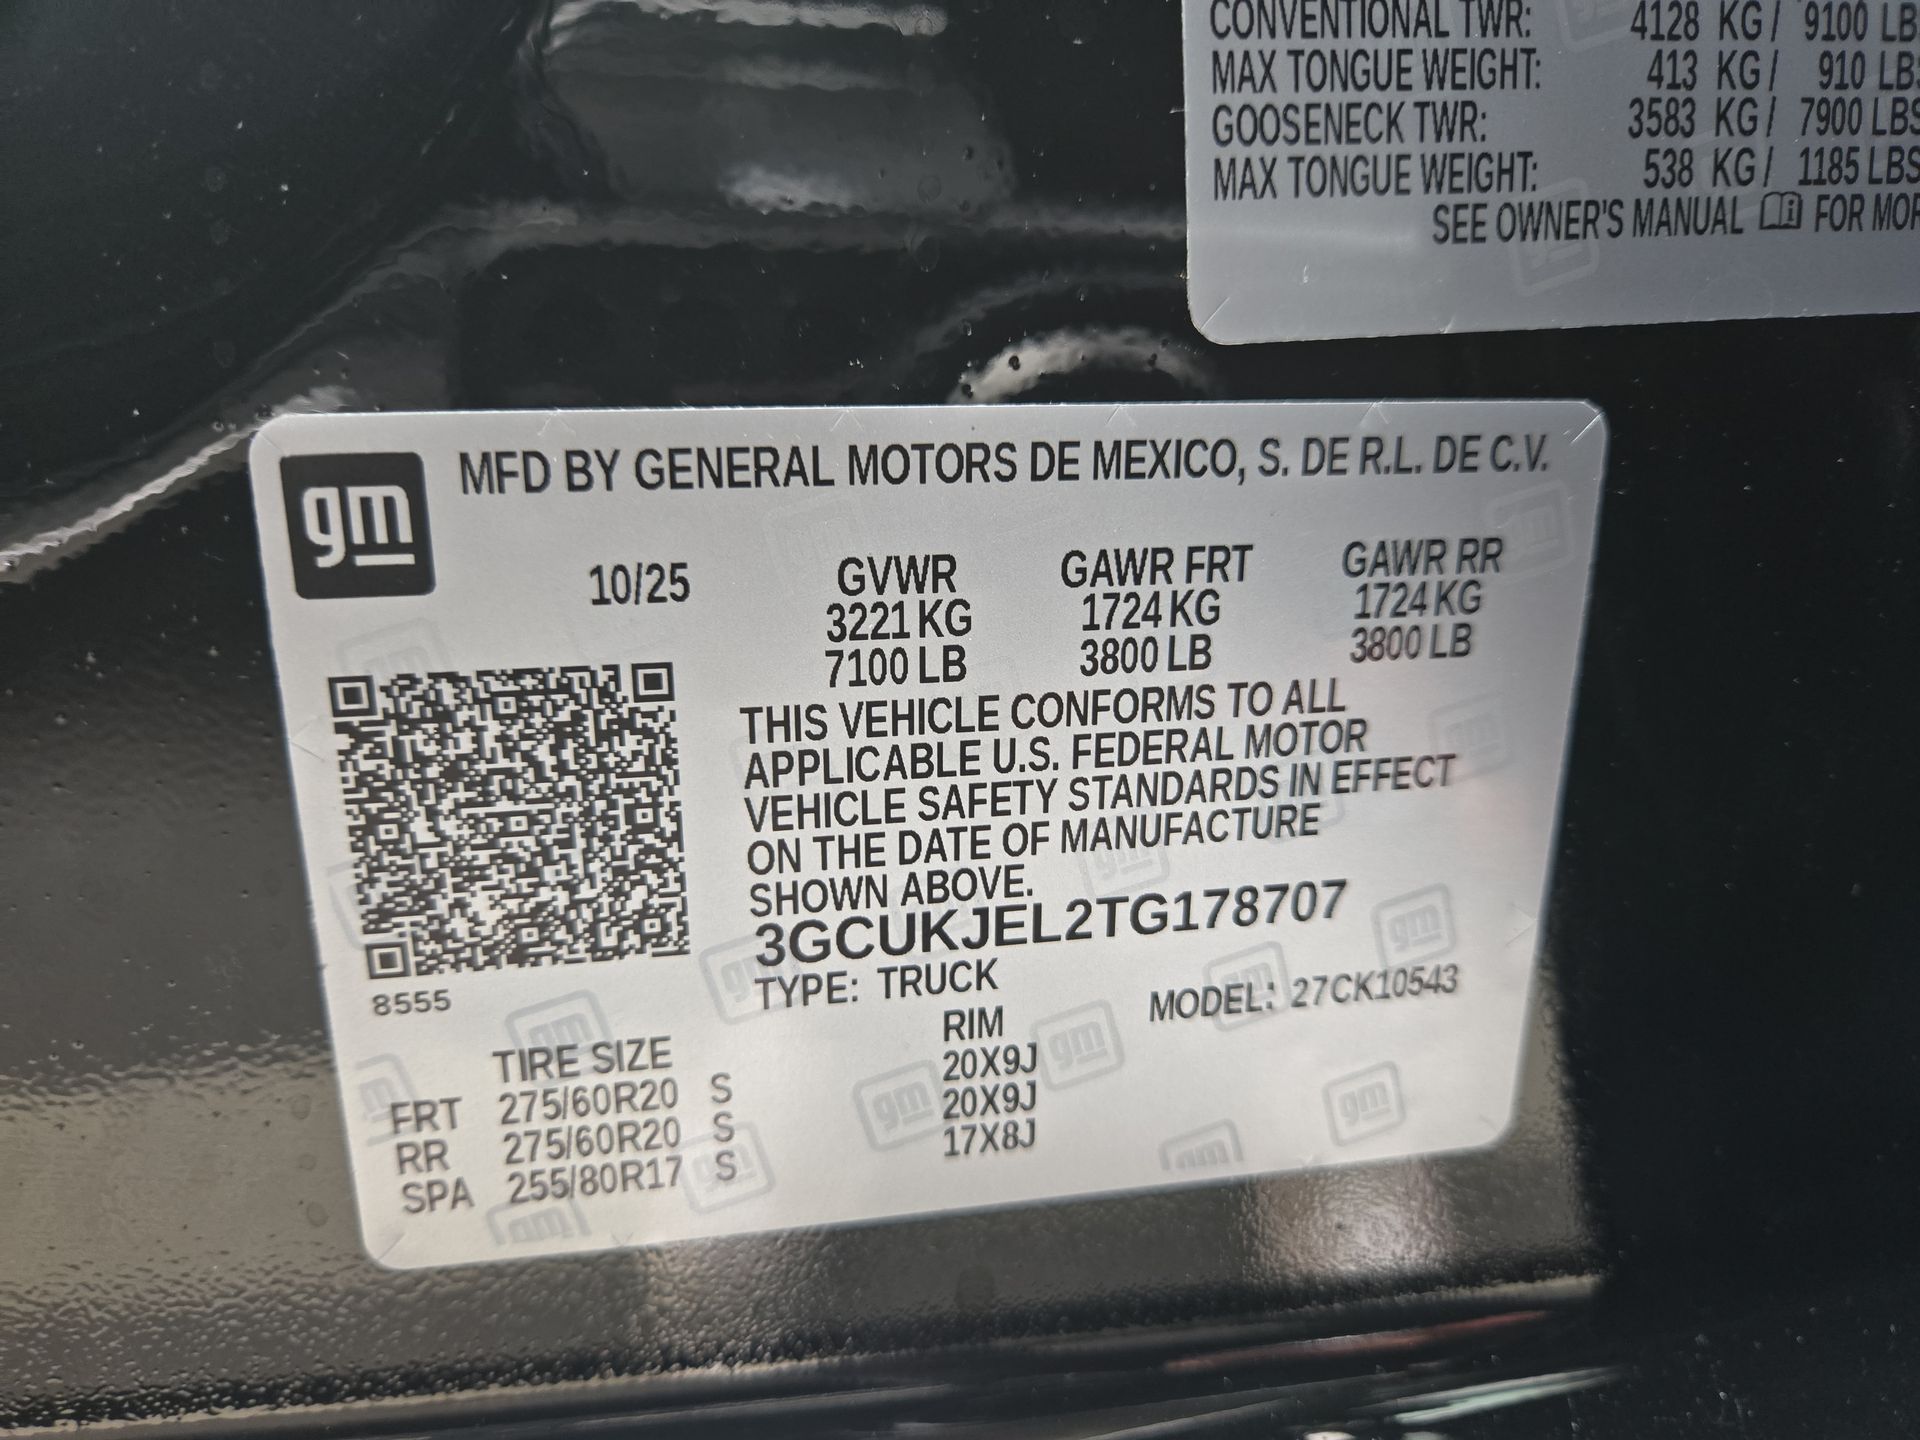 CONVENTIONAL TWR: 4128 KG / 9100 LB
MAX TONGUE WEIGHT: 413 KG / 910 LBS
GOOSENECK TWR: 3583 KG / 7900 LBS
MAX TONGUE WEIGHT: 538 KG / 1185 LBS
SEE OWNER'S MANUAL FOR MOR
gm
MFD BY GENERAL MOTORS DE MEXICO, S. DE R.L. DE C.V.
10/25 GVWR GAWR FRT GAWR RR
3221 KG 1724 KG 1724 KG
7100 LB 3800 LB 3800 LB
THIS VEHICLE CONFORMS TO ALL
APPLICABLE U.S. FEDERAL MOTOR
VEHICLE SAFETY STANDARDS IN EFFECT
ON THE DATE OF MANUFACTURE
SHOWN ABOVE.
3GCUKJEL2TG178707
TYPE: TRUCK MODEL: 27CK10543
8555
TIRE SIZE RIM
FRT 275/60R20 S 20X9J
RR 275/60R20 S 20X9J
SPA 255/80R17 S 17X8J